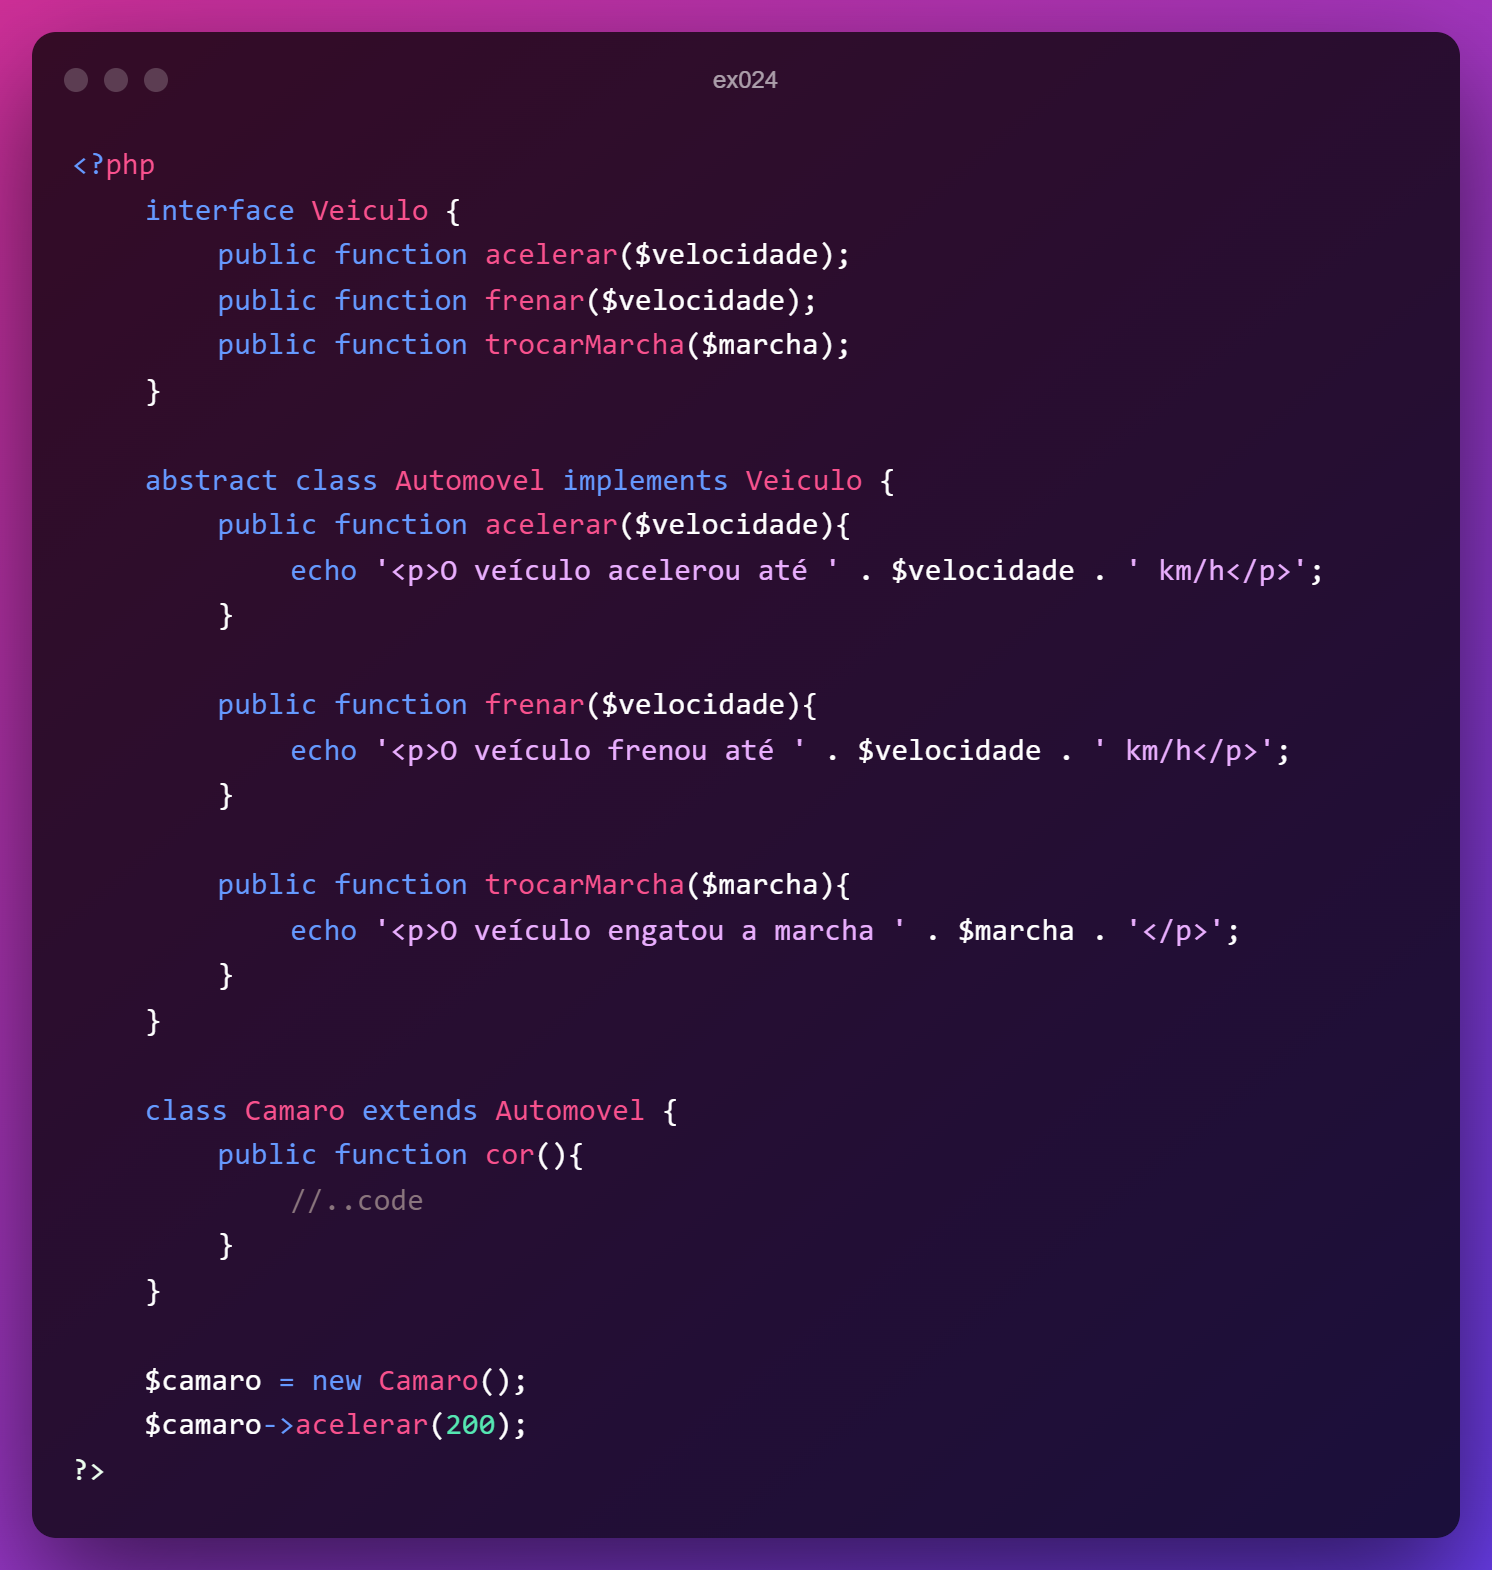 ex024
<?php
interface Veiculo {
public function acelerar($velocidade);
public function frenar($velocidade);
public function trocarMarcha($marcha);
}
abstract class Automovel implements Veiculo {
public function acelerar($velocidade){
echo '<p>O veículo acelerou até ' . $velocidade . ' km/h</p>';
}
public function frenar($velocidade){
echo '<p>O veículo frenou até ' . $velocidade . ' km/h</p>';
}
public function trocarMarcha($marcha){
echo '<p>O veículo engatou a marcha ' . $marcha . '</p>';
}
}
class Camaro extends Automovel {
public function cor(){
//..code
}
}
$camaro = new Camaro();
$camaro->acelerar(200);
?>